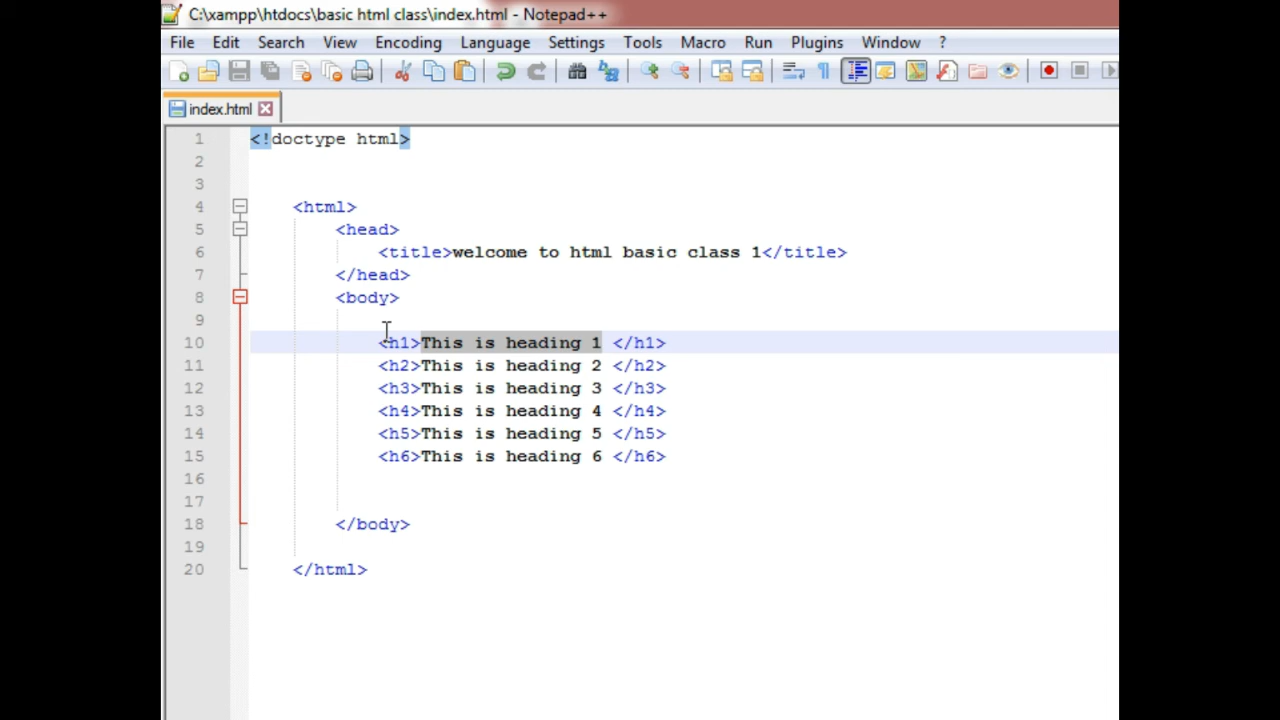 C:\xampp\htdocs\basic html class\index.html - Notepad++
File Edit Search View Encoding Language Settings Tools Macro Run Plugins Window ?
index.html
1 <!doctype html>
2
3
4 <html>
5 <head>
6 <title>welcome to html basic class 1</title>
7 </head>
8 <body>
9
10 <h1>This is heading 1 </h1>
11 <h2>This is heading 2 </h2>
12 <h3>This is heading 3 </h3>
13 <h4>This is heading 4 </h4>
14 <h5>This is heading 5 </h5>
15 <h6>This is heading 6 </h6>
16
17
18 </body>
19
20 </html>